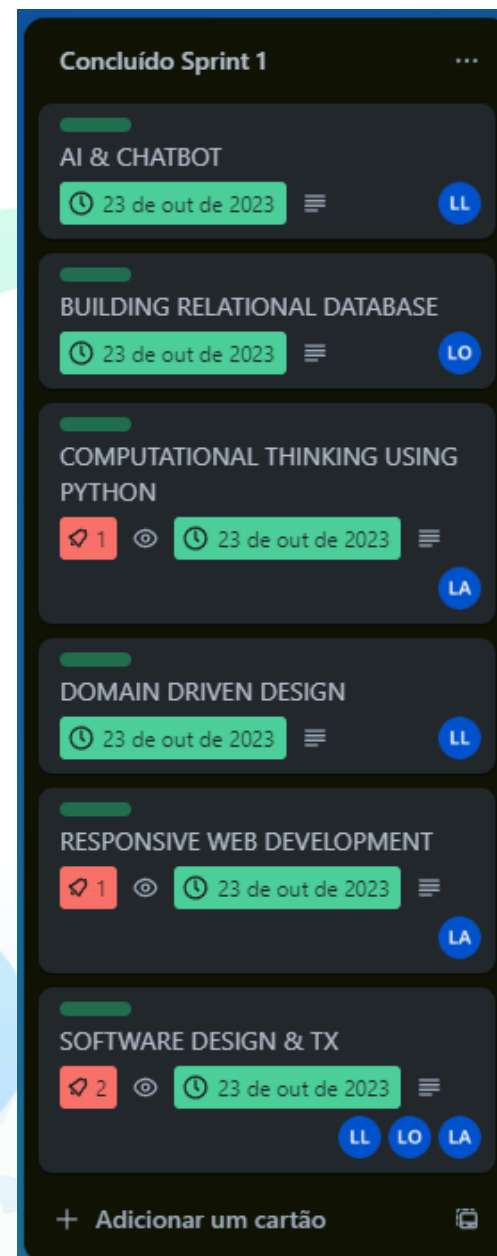 Concluído Sprint 1
AI & CHATBOT
23 de out de 2023
LL
BUILDING RELATIONAL DATABASE
23 de out de 2023
LO
COMPUTATIONAL THINKING USING
PYTHON
1
23 de out de 2023
LA
DOMAIN DRIVEN DESIGN
23 de out de 2023
LL
RESPONSIVE WEB DEVELOPMENT
1
23 de out de 2023
LA
SOFTWARE DESIGN & TX
2
23 de out de 2023
LL LO LA
+ Adicionar um cartão